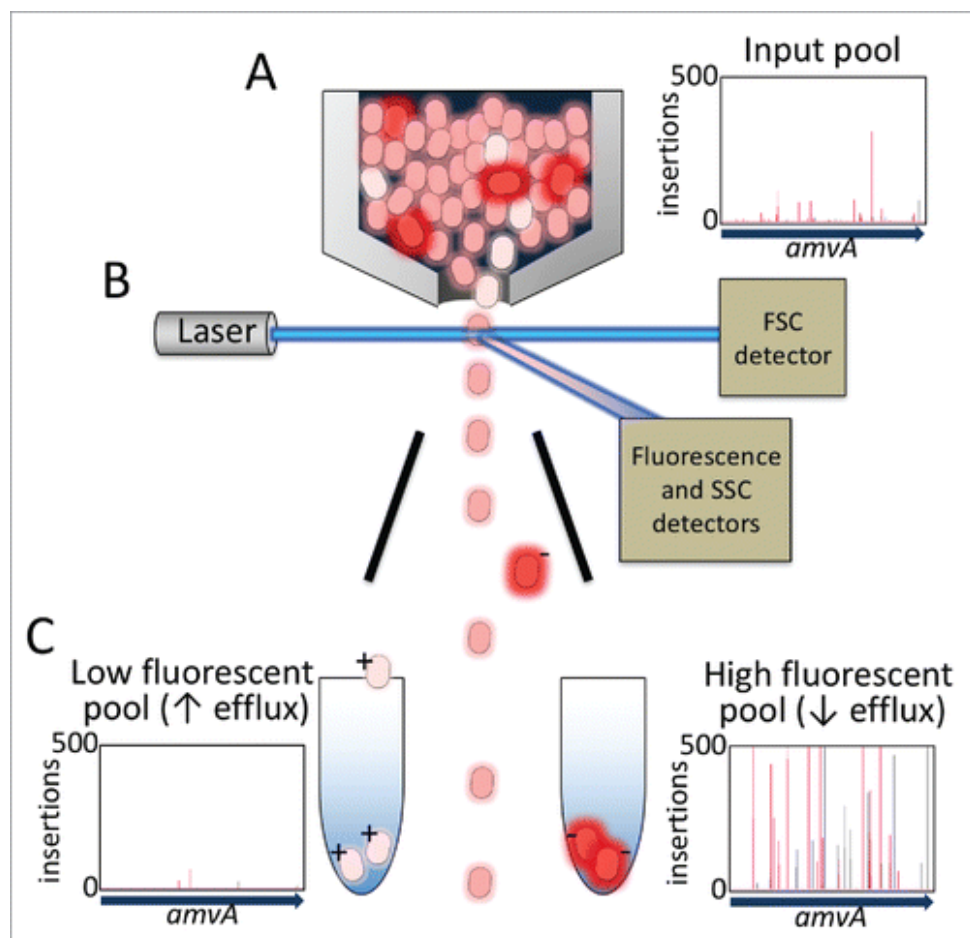 A
Input pool
500
insertions
0
amvA
B
Laser
FSC
detector
Fluorescence
and SSC
detectors
-
C
Low fluorescent
pool (↑ efflux)
500
insertions
0
amvA
+
+
+
-
-
High fluorescent
pool (↓ efflux)
500
insertions
0
amvA